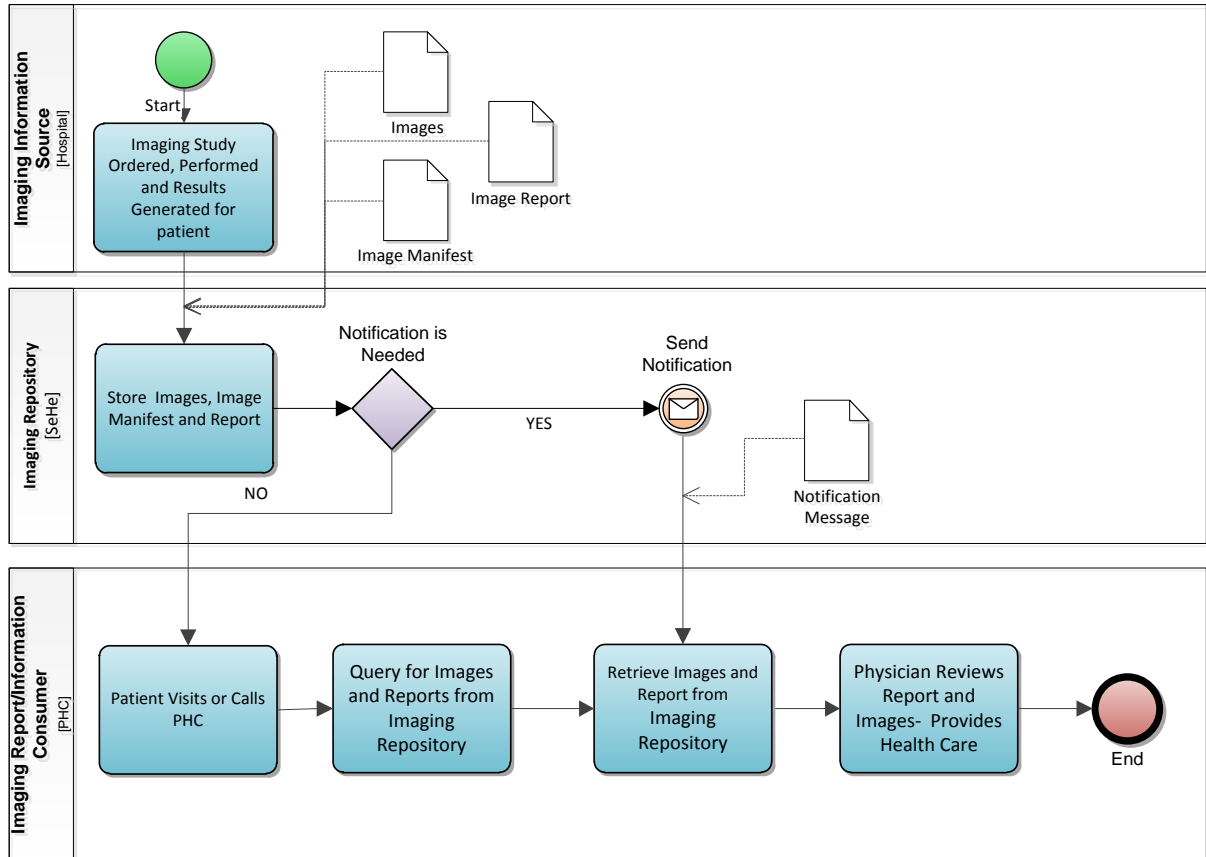 Imaging Information
Source
[Hospital]
Start
Imaging Study
Ordered, Performed
and Results
Generated for
patient
Images
Image Report
Image Manifest
Imaging Repository
[SeHe]
Store Images, Image
Manifest and Report
Notification is
Needed
YES
NO
Send
Notification
Notification
Message
Imaging Report/Information
Consumer
[PHC]
Patient Visits or Calls
PHC
Query for Images
and Reports from
Imaging
Repository
Retrieve Images and
Report from
Imaging
Repository
Physician Reviews
Report and
Images- Provides
Health Care
End